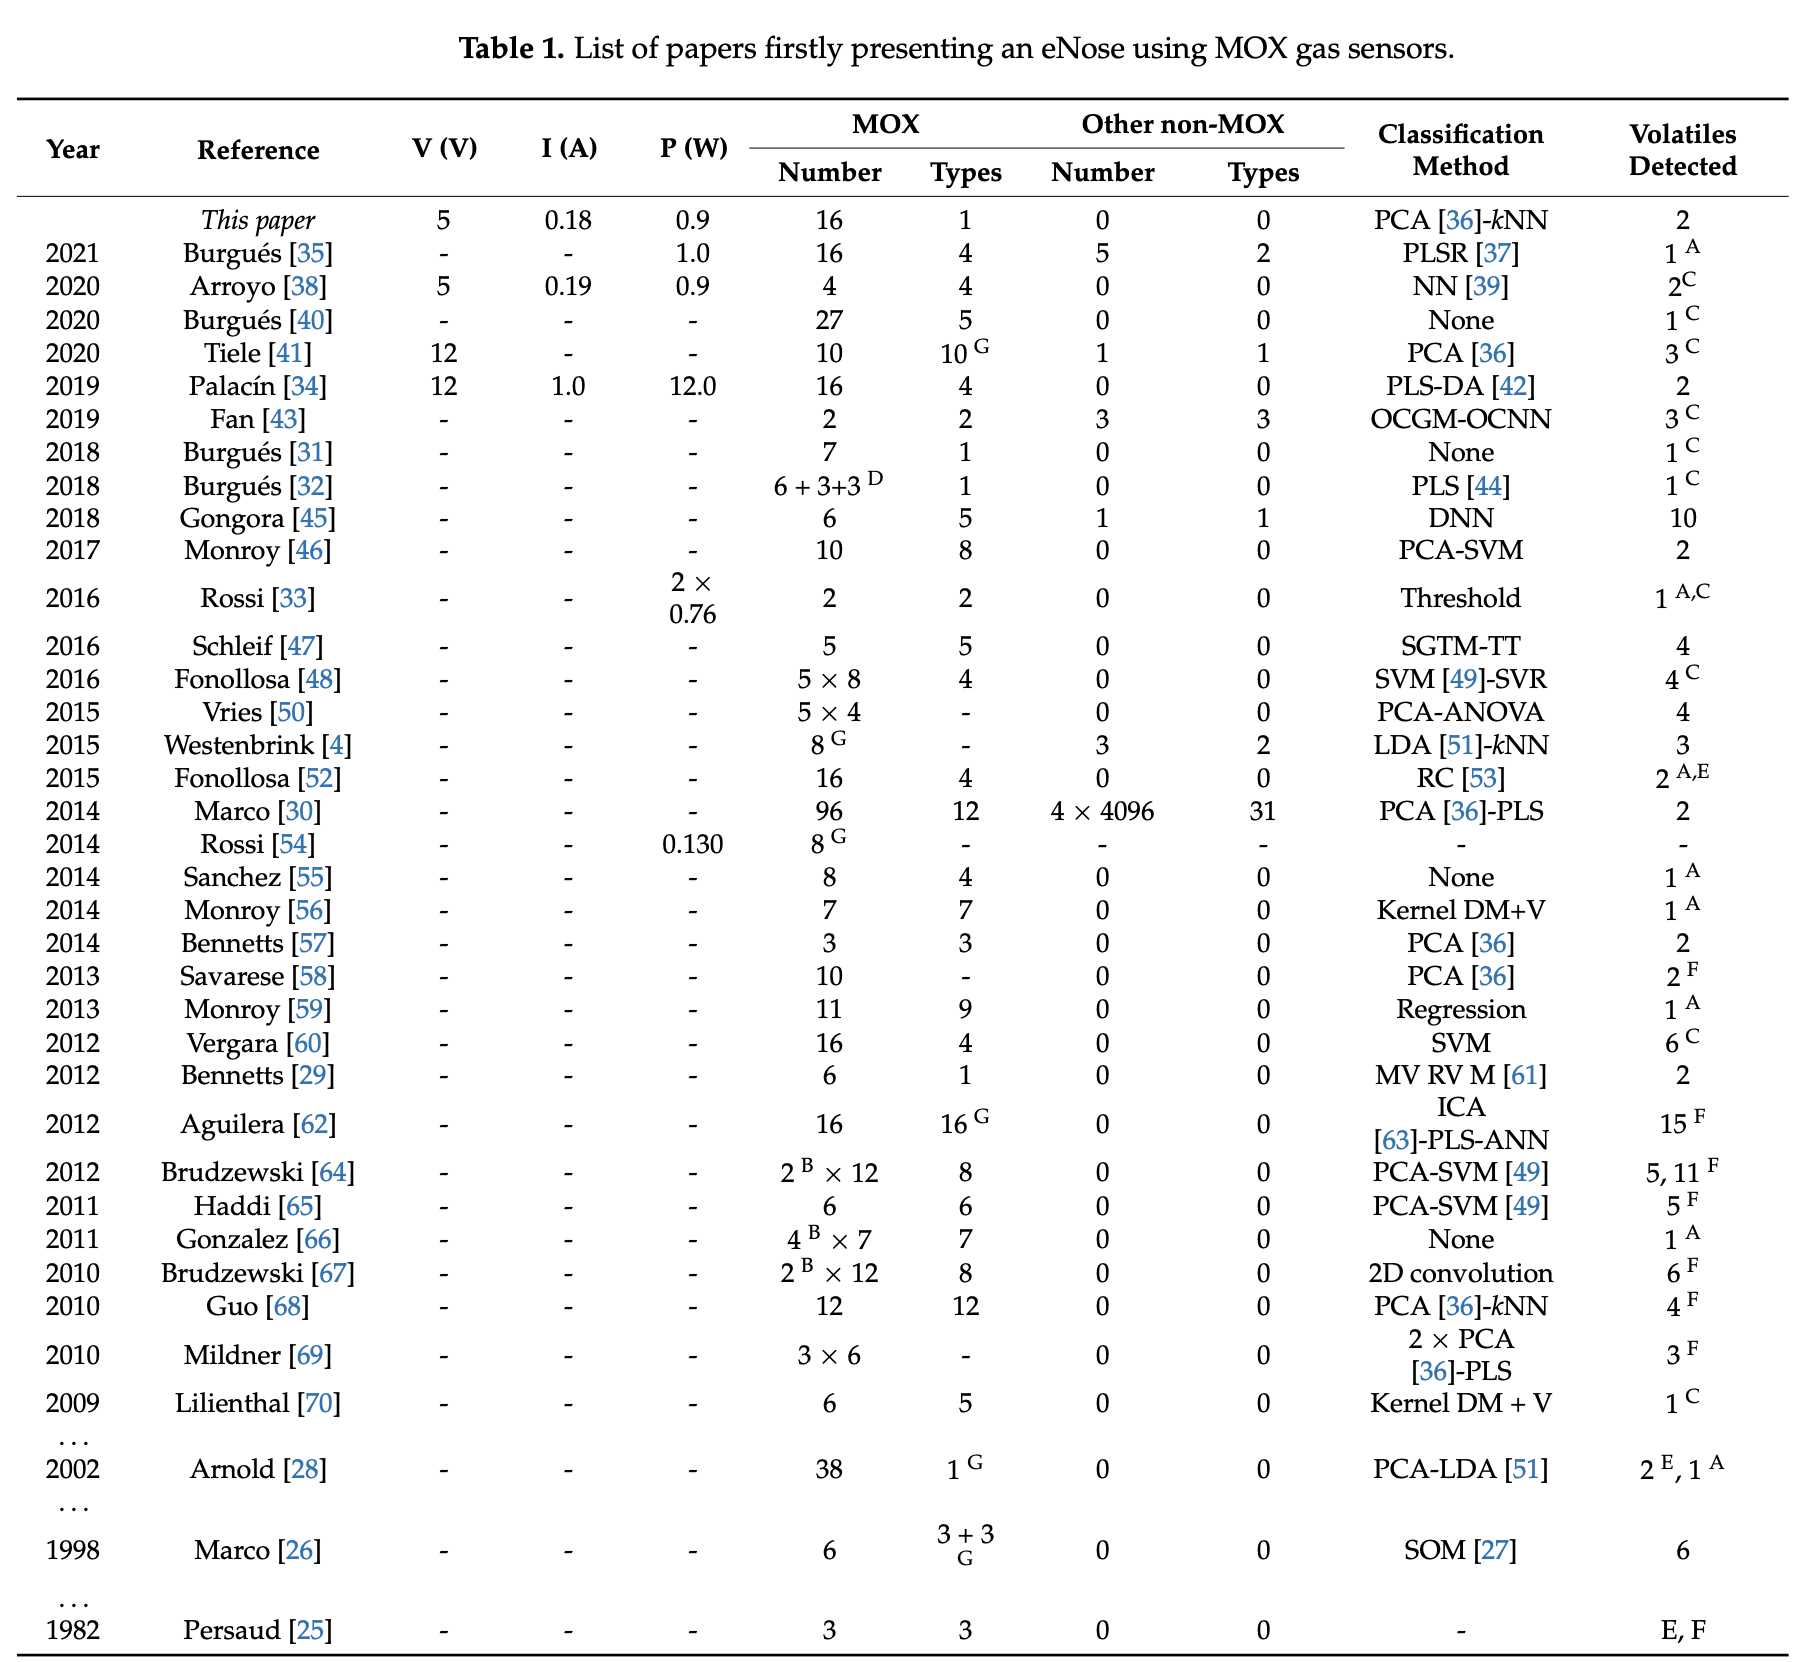 Table 1. List of papers firstly presenting an eNose using MOX gas sensors.
Year Reference V (V) I (A) P (W) MOX Other non-MOX Classification Method Volatiles Detected
Number Types Number Types
This paper 5 0.18 0.9 16 1 0 0 PCA [36]-kNN 2
2021 Burgués [35] - - 1.0 16 4 5 2 PLSR [37] 1 A
2020 Arroyo [38] 5 0.19 0.9 4 4 0 0 NN [39] 2 C
2020 Burgués [40] - - - 27 5 0 0 None 1 C
2020 Tiele [41] 12 - - 10 10 G 1 1 PCA [36] 3 C
2019 Palacín [34] 12 1.0 12.0 16 4 0 0 PLS-DA [42] 2
2019 Fan [43] - - - 2 2 3 3 OCGM-OCNN 3 C
2018 Burgués [31] - - - 7 1 0 0 None 1 C
2018 Burgués [32] - - - 6 + 3+3 D 1 0 0 PLS [44] 1 C
2018 Gongora [45] - - - 6 5 1 1 DNN 10
2017 Monroy [46] - - - 10 8 0 0 PCA-SVM 2
2016 Rossi [33] - - 2 × 0.76 2 2 0 0 Threshold 1 A,C
2016 Schleif [47] - - - 5 5 0 0 SGTM-TT 4
2016 Fonollosa [48] - - - 5 × 8 4 0 0 SVM [49]-SVR 4 C
2015 Vries [50] - - - 5 × 4 - 0 0 PCA-ANOVA 4
2015 Westenbrink [4] - - - 8 G - 3 2 LDA [51]-kNN 3
2015 Fonollosa [52] - - - 16 4 0 0 RC [53] 2 A,E
2014 Marco [30] - - - 96 12 4 × 4096 31 PCA [36]-PLS 2
2014 Rossi [54] - - 0.130 8 G - - - - -
2014 Sanchez [55] - - - 8 4 0 0 None 1 A
2014 Monroy [56] - - - 7 7 0 0 Kernel DM+V 1 A
2014 Bennetts [57] - - - 3 3 0 0 PCA [36] 2
2013 Savarese [58] - - - 10 - 0 0 PCA [36] 2 F
2013 Monroy [59] - - - 11 9 0 0 Regression 1 A
2012 Vergara [60] - - - 16 4 0 0 SVM 6 C
2012 Bennetts [29] - - - 6 1 0 0 MV RV M [61] 2
2012 Aguilera [62] - - - 16 16 G 0 0 ICA [63]-PLS-ANN 15 F
2012 Brudzewski [64] - - - 2 B × 12 8 0 0 PCA-SVM [49] 5, 11 F
2011 Haddi [65] - - - 6 6 0 0 PCA-SVM [49] 5 F
2011 Gonzalez [66] - - - 4 B × 7 7 0 0 None 1 A
2010 Brudzewski [67] - - - 2 B × 12 8 0 0 2D convolution 6 F
2010 Guo [68] - - - 12 12 0 0 PCA [36]-kNN 4 F
2010 Mildner [69] - - - 3 × 6 - 0 0 2 × PCA [36]-PLS 3 F
2009 Lilienthal [70] - - - 6 5 0 0 Kernel DM + V 1 C
...
2002 Arnold [28] - - - 38 1 G 0 0 PCA-LDA [51] 2 E, 1 A
...
1998 Marco [26] - - - 6 3 + 3 G 0 0 SOM [27] 6
...
1982 Persaud [25] - - - 3 3 0 0 - E, F